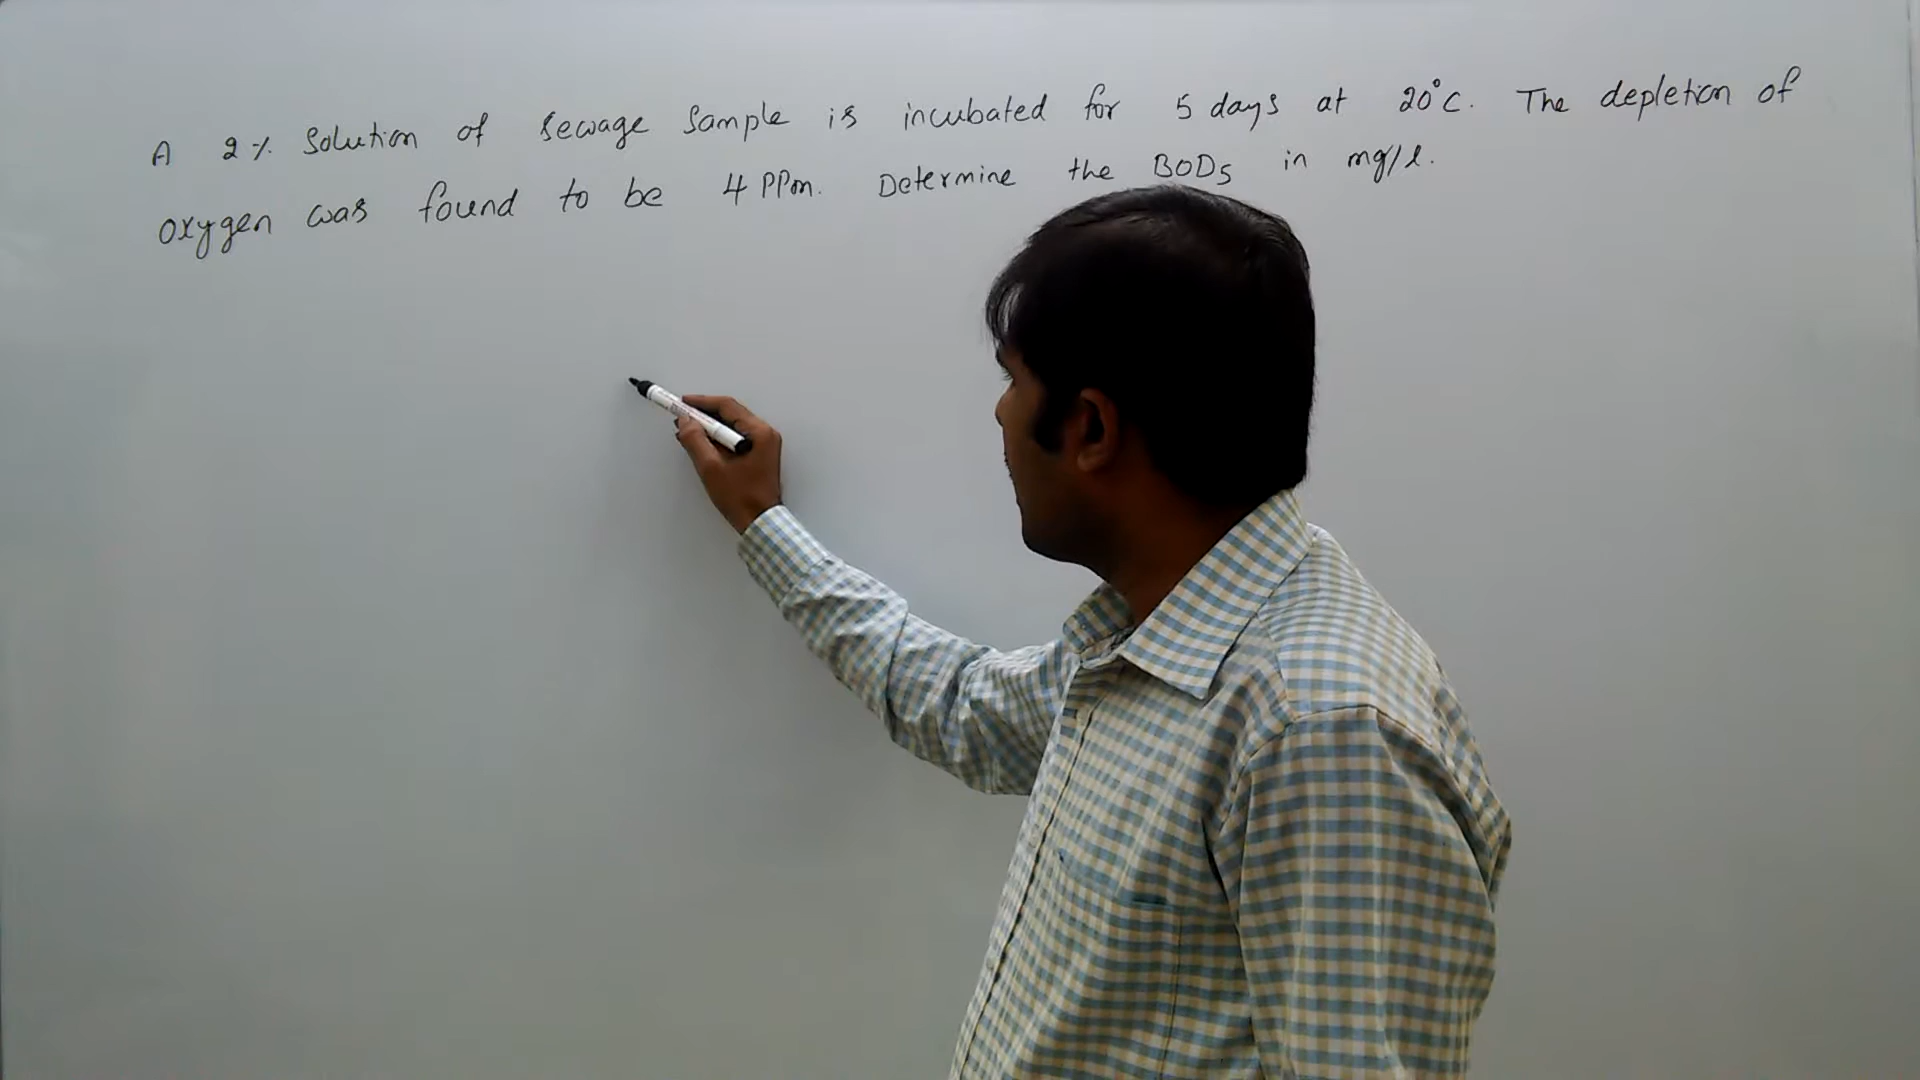 A 2% Solution of Sewage Sample is incubated for 5 days at 20°C. The depletion of
oxygen was found to be 4 PPm. Determine the BOD5 in mg/l.